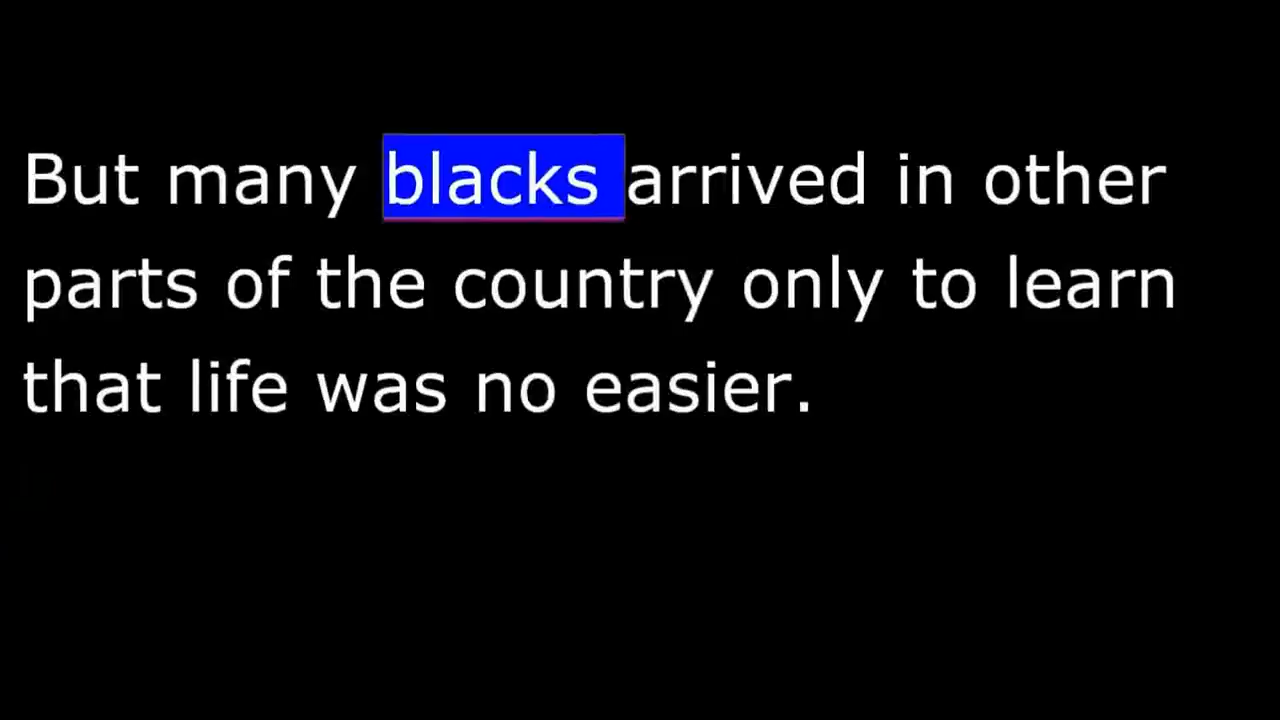 But many blacks arrived in other
parts of the country only to learn
that life was no easier.